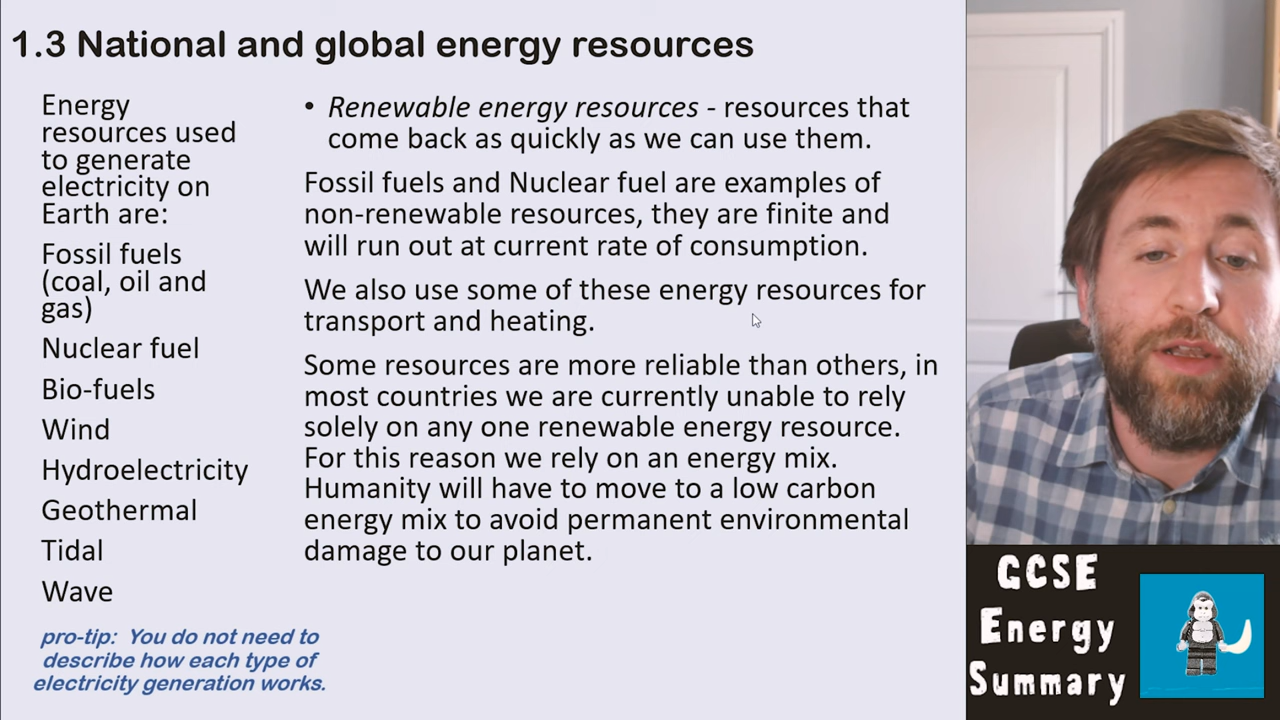 1.3 National and global energy resources
Energy
resources used
to generate
electricity on
Earth are:
Fossil fuels
(coal, oil and
gas)
Nuclear fuel
Bio-fuels
Wind
Hydroelectricity
Geothermal
Tidal
Wave
pro-tip: You do not need to
describe how each type of
electricity generation works.
• Renewable energy resources - resources that
come back as quickly as we can use them.
Fossil fuels and Nuclear fuel are examples of
non-renewable resources, they are finite and
will run out at current rate of consumption.
We also use some of these energy resources for
transport and heating.
Some resources are more reliable than others, in
most countries we are currently unable to rely
solely on any one renewable energy resource.
For this reason we rely on an energy mix.
Humanity will have to move to a low carbon
energy mix to avoid permanent environmental
damage to our planet.
GCSE
Energy
Summary